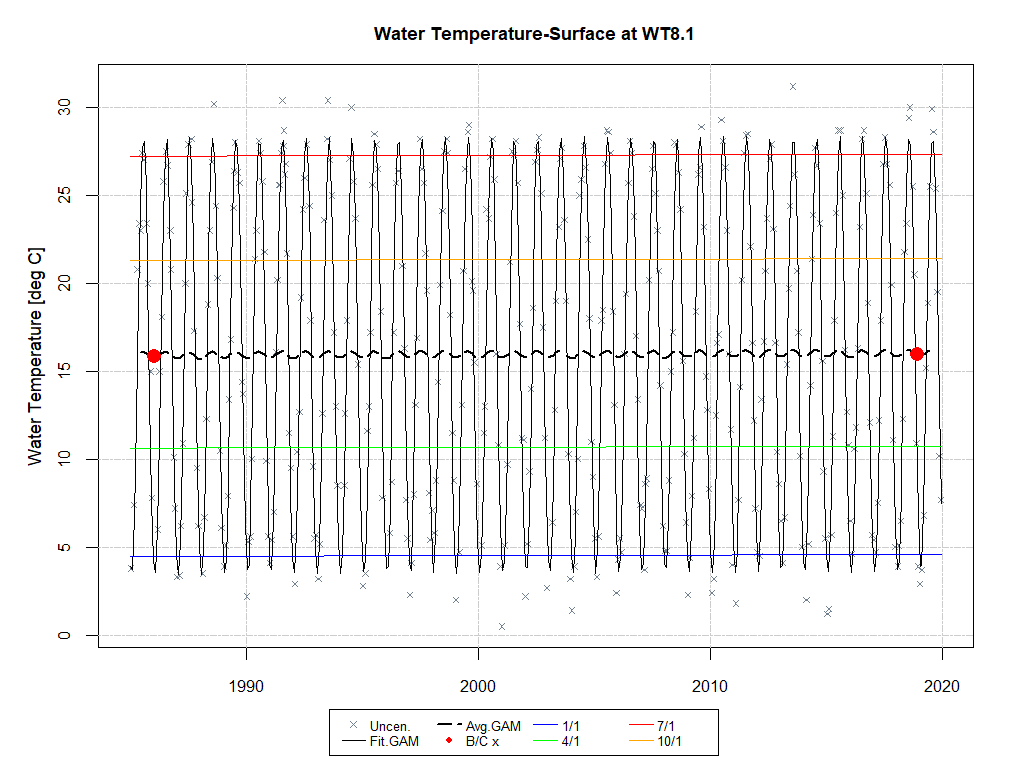 Water Temperature-Surface at WT8.1
Water Temperature [deg C]
30
25
20
15
10
5
0
1990 2000 2010 2020
Uncen. Avg.GAM 1/1 7/1
Fit.GAM B/C x 4/1 10/1